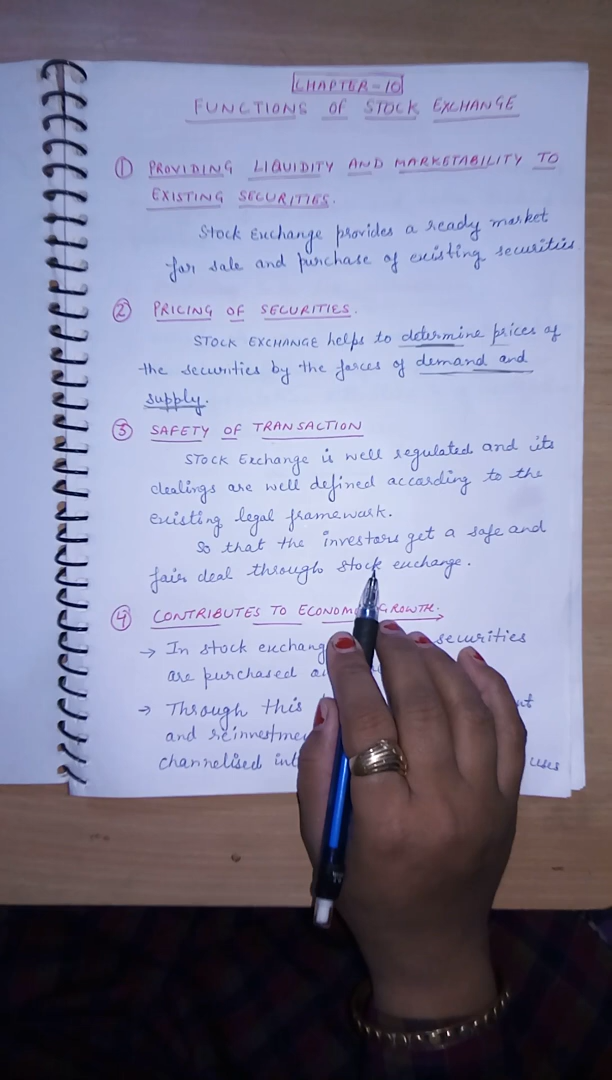 CHAPTER-10
FUNCTIONS OF STOCK EXCHANGE
① PROVIDING LIQUIDITY AND MARKETABILITY TO
EXISTING SECURITIES.
Stock Exchange provides a ready market
for sale and purchase of existing securities
② PRICING OF SECURITIES.
STOCK EXCHANGE helps to determine prices of
the securities by the forces of demand and
supply.
③ SAFETY OF TRANSACTION
STOCK Exchange is well regulated and its
dealings are well defined according to the
existing legal framework.
So that the investors get a safe and
fair deal through stock exchange.
④ CONTRIBUTES TO ECONOMIC GROWTH.
→ In stock exchang securities
are purchased
→ Through this
and reinvestme
channelised int uses